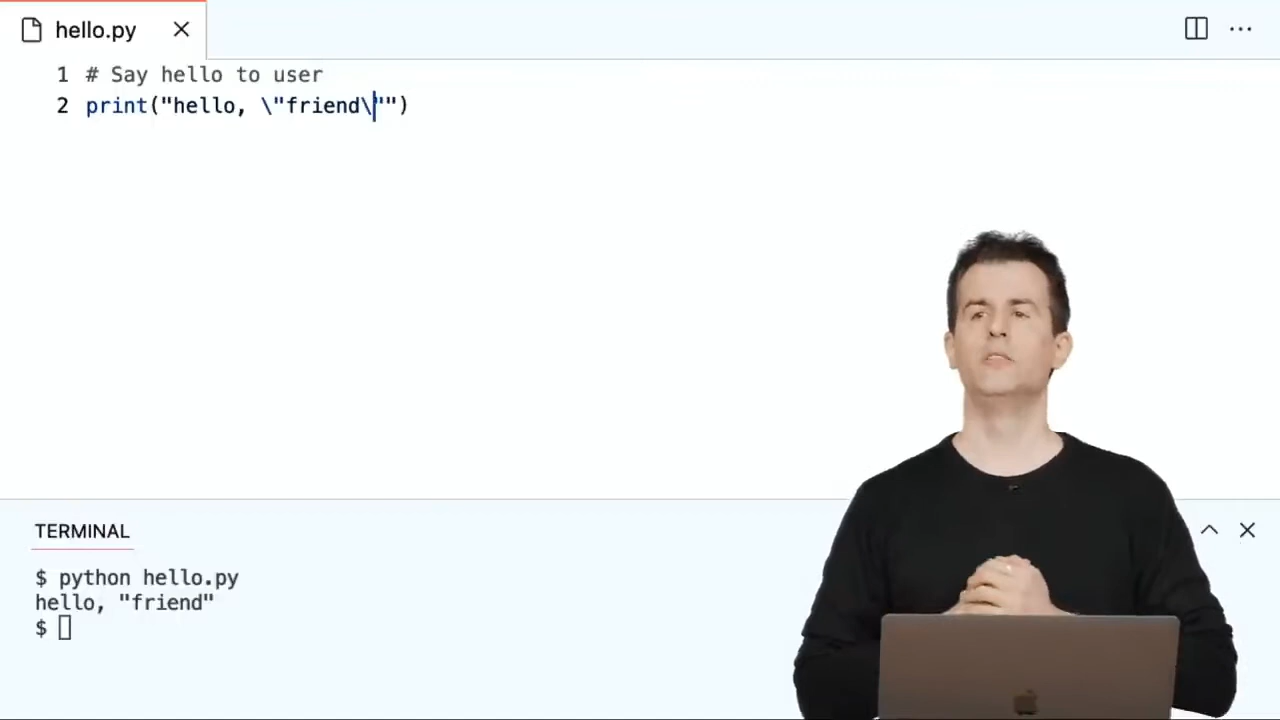 hello.py
1 # Say hello to user
2 print("hello, \"friend\"")
TERMINAL
$ python hello.py
hello, "friend"
$